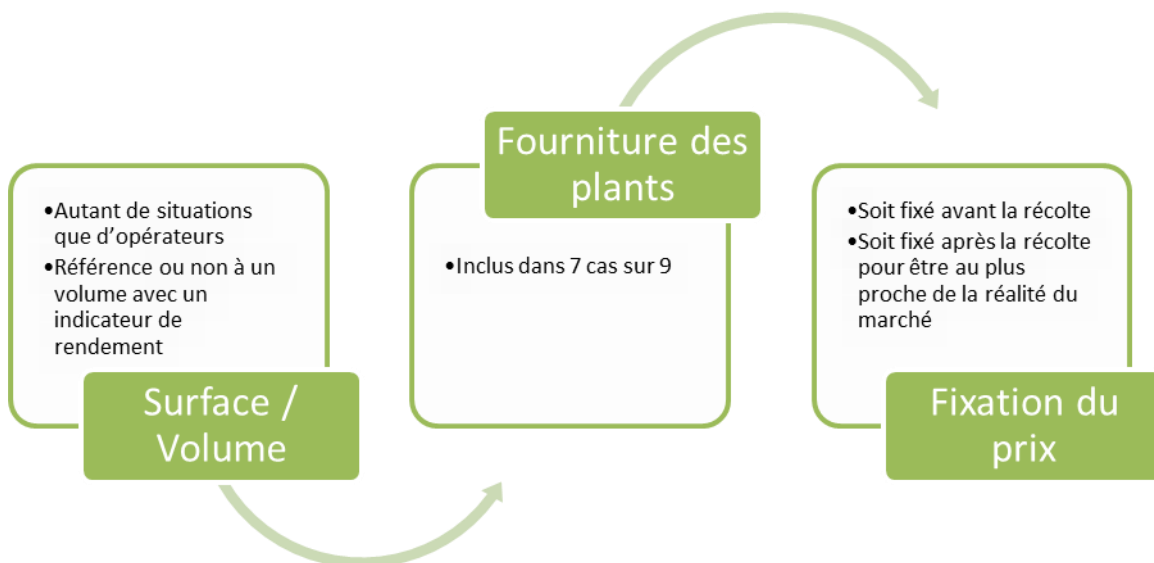 •Autant de situations
que d'opérateurs
•Référence ou non à un
volume avec un
indicateur de
rendement
Surface /
Volume
Fourniture des
plants
•Inclus dans 7 cas sur 9
•Soit fixé avant la récolte
•Soit fixé après la récolte
pour être au plus
proche de la réalité du
marché
Fixation du
prix